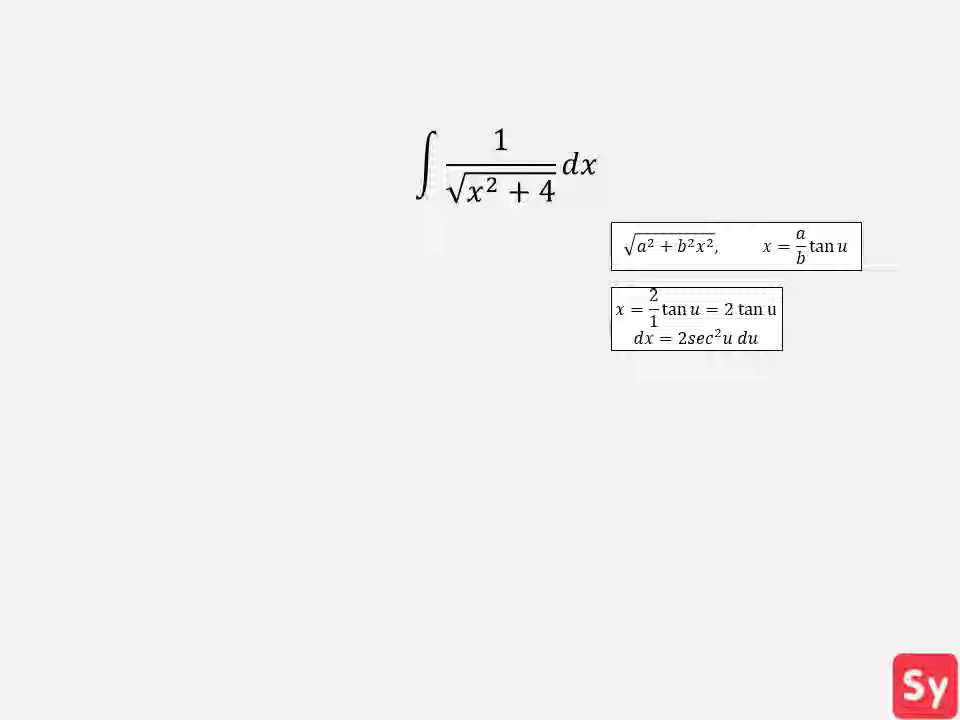 ∫ 1/√(x² + 4) dx
√(a² + b²x²), x = a/b tan u
x = 2/1 tan u = 2 tan u
dx = 2sec²u du
Sy